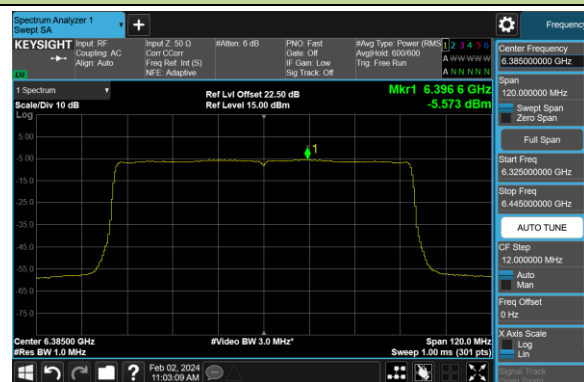 Spectrum Analyzer 1
Swept SA
+
Frequency
KEYSIGHT
Input: RF
Coupling: AC
Align: Auto
Input Z: 50 Ω
Corr CCorr
Freq Ref: Int (S)
NFE: Adaptive
#Atten: 6 dB
PNO: Fast
Gate: Off
IF Gain: Low
Sig Track: Off
#Avg Type: Power (RMS
Avg|Hold: 600/600
Trig: Free Run
1 2 3 4 5 6
A W W W W W
A N N N N N
LXI
1 Spectrum
Scale/Div 10 dB
Log
Ref Lvl Offset 22.50 dB
Ref Level 15.00 dBm
Mkr1 6.396 6 GHz
-5.573 dBm
1
5.00
-5.00
-15.0
-25.0
-35.0
-45.0
-55.0
-65.0
-75.0
Center 6.38500 GHz
#Res BW 1.0 MHz
#Video BW 3.0 MHz*
Span 120.0 MHz
Sweep 1.00 ms (301 pts)
Center Frequency
6.385000000 GHz
Span
120.000000 MHz
Swept Span
Zero Span
Full Span
Start Freq
6.325000000 GHz
Stop Freq
6.445000000 GHz
AUTO TUNE
CF Step
12.000000 MHz
Auto
Man
Freq Offset
0 Hz
X Axis Scale
Log
Lin
Signal Track
?
Feb 02, 2024
11:03:09 AM